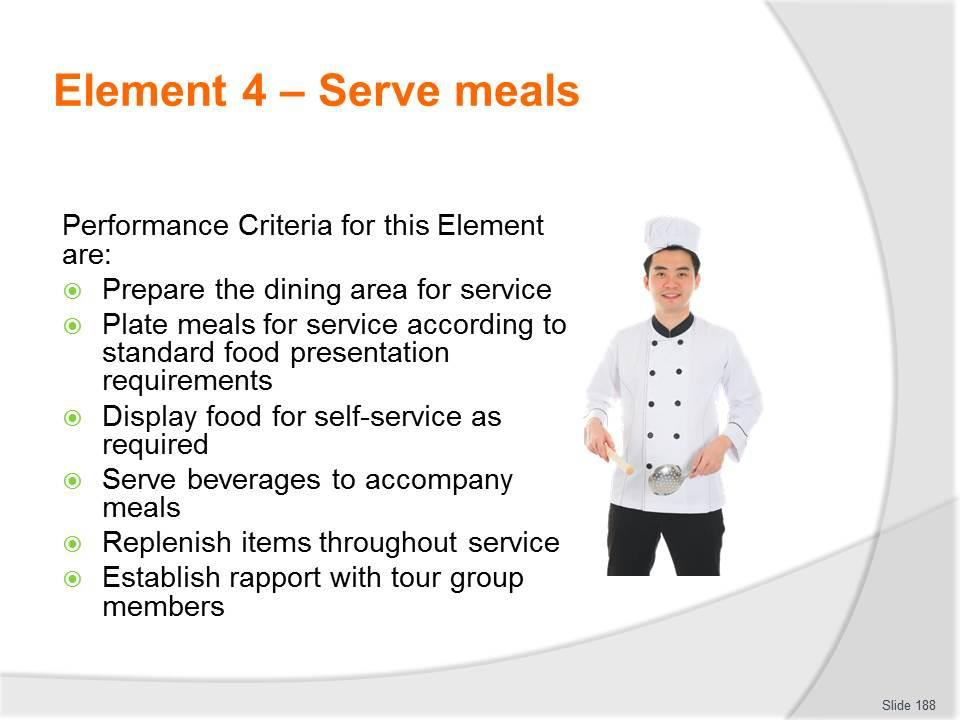 Element 4 – Serve meals
Performance Criteria for this Element
are:
Prepare the dining area for service
Plate meals for service according to
standard food presentation
requirements
Display food for self-service as
required
Serve beverages to accompany
meals
Replenish items throughout service
Establish rapport with tour group
members
Slide 188